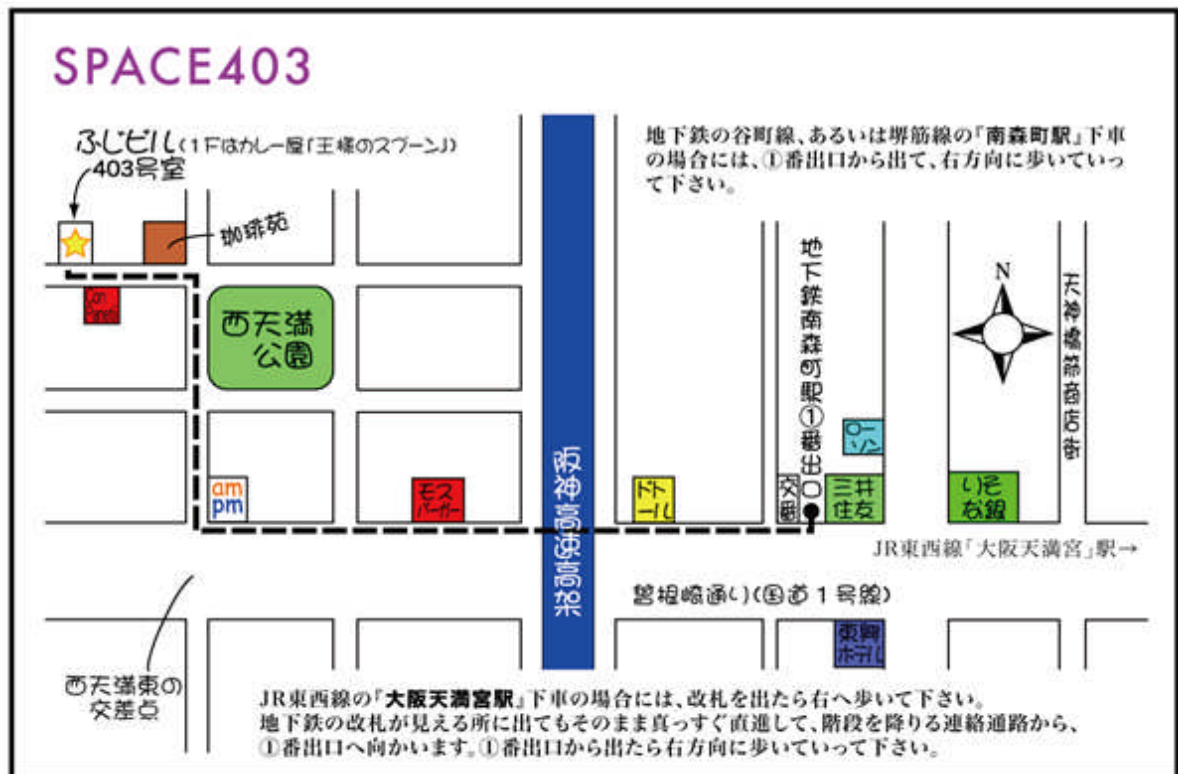 SPACE403
ふじビル(1Fはカレー屋「王様のスプーン」)
403号室
地下鉄の谷町線、あるいは堺筋線の『南森町駅』下車
の場合には、①番出口から出て、右方向に歩いていっ
て下さい。
珈琲苑
西天満
公園
地下鉄南森町駅①番出口
N
天神橋筋商店街
am
pm
モス
バーガー
阪神高速高架
ドト
ール
交番
ロー
ソン
三井
住友
りそ
な銀
JR東西線「大阪天満宮」駅→
曽根崎通り(国道1号線)
東興
ホテル
西天満東の
交差点
JR東西線の『大阪天満宮駅』下車の場合には、改札を出たら右へ歩いて下さい。
地下鉄の改札が見える所に出てもそのまま真っすぐ直進して、階段を降りる連絡通路から、
①番出口へ向かいます。①番出口から出たら右方向に歩いていって下さい。